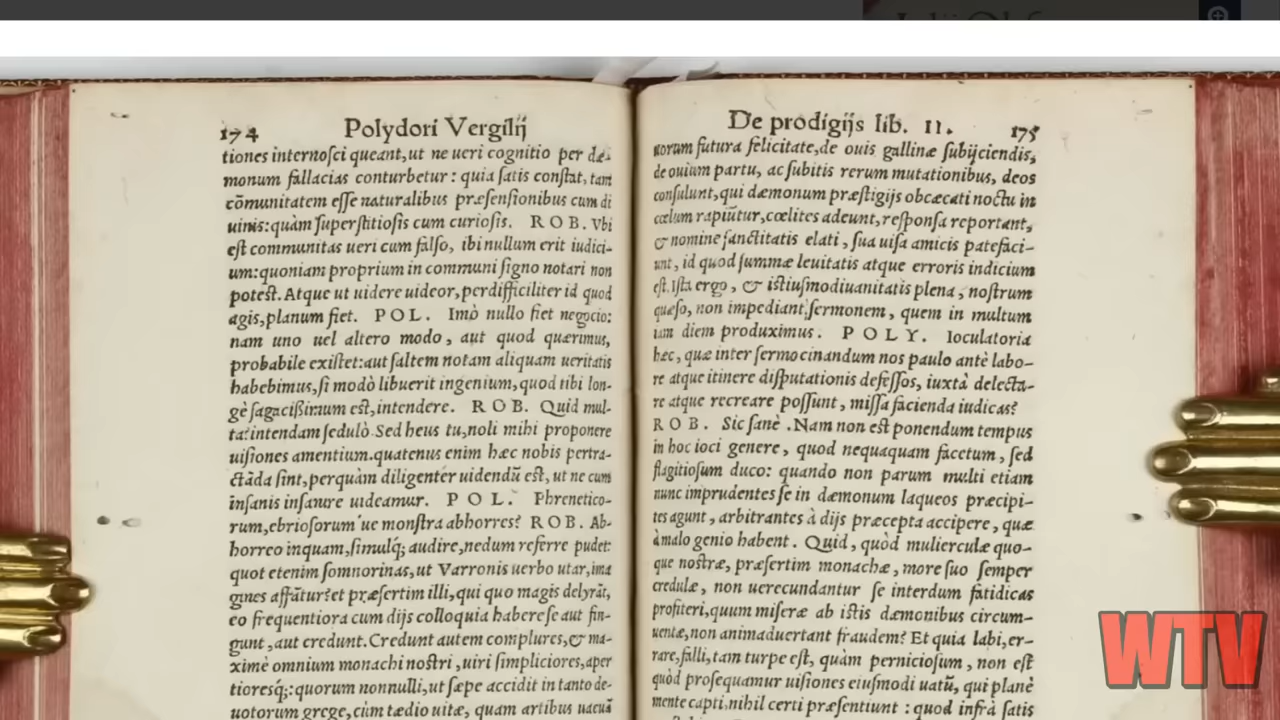 174 Polydori Vergilij
tiones internosci queant, ut ne ueri cognitio per dæ-
monum fallacias conturbetur: quia satis constat, tam
cōmunitatem esse naturalibus præsensionibus cum di
uinis: quàm superstitiosis cum curiosis. ROB. Vbi
est communitas ueri cum falso, ibi nullum erit iudici-
um: quoniam proprium in communi signo notari non
potest. Atque ut uidere uideor, perdifficiliter id quod
agis, planum fiet. POL. Imò nullo fiet negocio:
nam uno uel altero modo, aut quod quærimus,
probabile existet: aut saltem notam aliquam ueritatis
habebimus, si modò libuerit ingenium, quod tibi lon-
gè sagacißimum est, intendere. ROB. Quid mul-
ta? intendam sedulò. Sed heus tu, noli mihi proponere
uisiones amentium. quatenus enim hæc nobis pertra-
ctāda sint, perquàm diligenter uidendū est, ut ne cum
insanis insanire uideamur. POL. Phrenetico-
rum, ebriosorum'ue monstra abhorres? ROB. Ab-
horreo inquam, simulq; audire, nedum referre pudet:
quot etenim somnorinas, ut Varronis uerbo utar, ima
gines affātur? et præsertim illi, qui quo magis delyrāt,
eo frequentiora cum dijs colloquia habere se aut fin-
gunt, aut credunt. Credunt autem complures, & ma-
ximè omnium monachi nostri, uiri simpliciores, aper
tioresq;: quorum nonnulli, ut sæpe accidit in tanto de-
uotorum grege, cùm tædio uitæ, quam artibus uacuā
De prodigijs lib. II. 175
uorum futura felicitate, de ouis gallinæ subijciendis,
de ouium partu, ac subitis rerum mutationibus, deos
consulunt, qui dæmonum præstigijs obcæcati noctu in
cœlum rapiūtur, cœlites adeunt, responsa reportant,
& nomine sanctitatis elati, sua uisa amicis patefaci-
unt, id quod summæ leuitatis atque erroris indicium
est. Ista ergo, & istiusmodi uanitatis plena, nostrum
quæso, non impediant sermonem, quem in multum
iam diem produximus. POLY. Ioculatoria
hæc, quæ inter sermocinandum nos paulo antè labo-
re atque itinere disputationis defessos, iuxtà delecta-
re atque recreare possunt, missa facienda iudicas?
ROB. Sic sanè. Nam non est ponendum tempus
in hoc ioci genere, quod nequaquam facetum, sed
flagitiosum duco: quando non parum multi etiam
nunc imprudentes se in dæmonum laqueos præcipi-
tes agunt, arbitrantes à dijs præcepta accipere, quæ
à malo genio habent. Quid, quòd mulierculæ quo-
que nostræ, præsertim monachæ, more suo semper
credulæ, non uerecundantur se interdum fatidicas
profiteri, quum miseræ ab istis dæmonibus circum-
uentæ, non animaduertant fraudem? Et quia labi, er-
rare, falli, tam turpe est, quàm perniciosum, non est
quòd prosequamur uisiones eiusmodi uatū, qui planè
mente capti, nihil certi præsentiunt: quod infrà satis
WTV